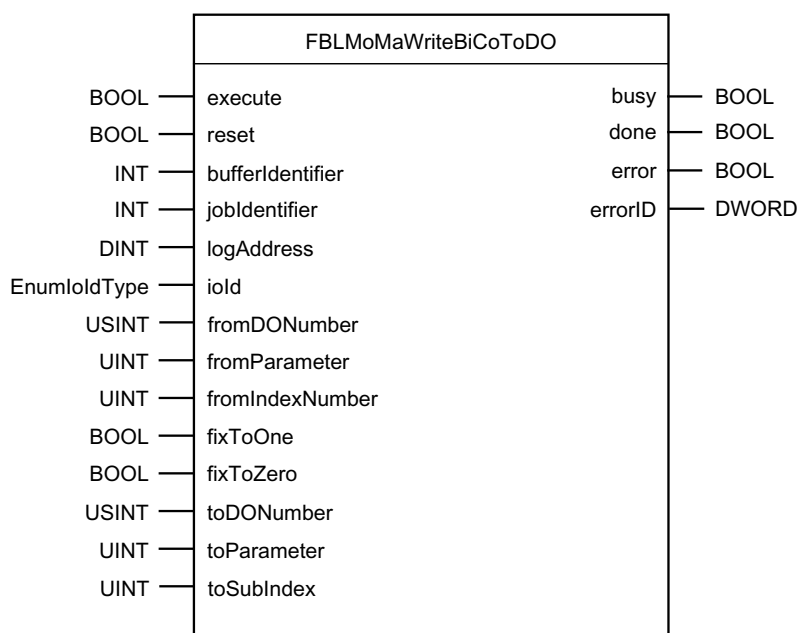 FBLMoMaWriteBiCoToDO
BOOL execute busy BOOL
BOOL reset done BOOL
INT bufferIdentifier error BOOL
INT jobIdentifier errorID DWORD
DINT logAddress
EnumIoIdType ioId
USINT fromDONumber
UINT fromParameter
UINT fromIndexNumber
BOOL fixToOne
BOOL fixToZero
USINT toDONumber
UINT toParameter
UINT toSubIndex